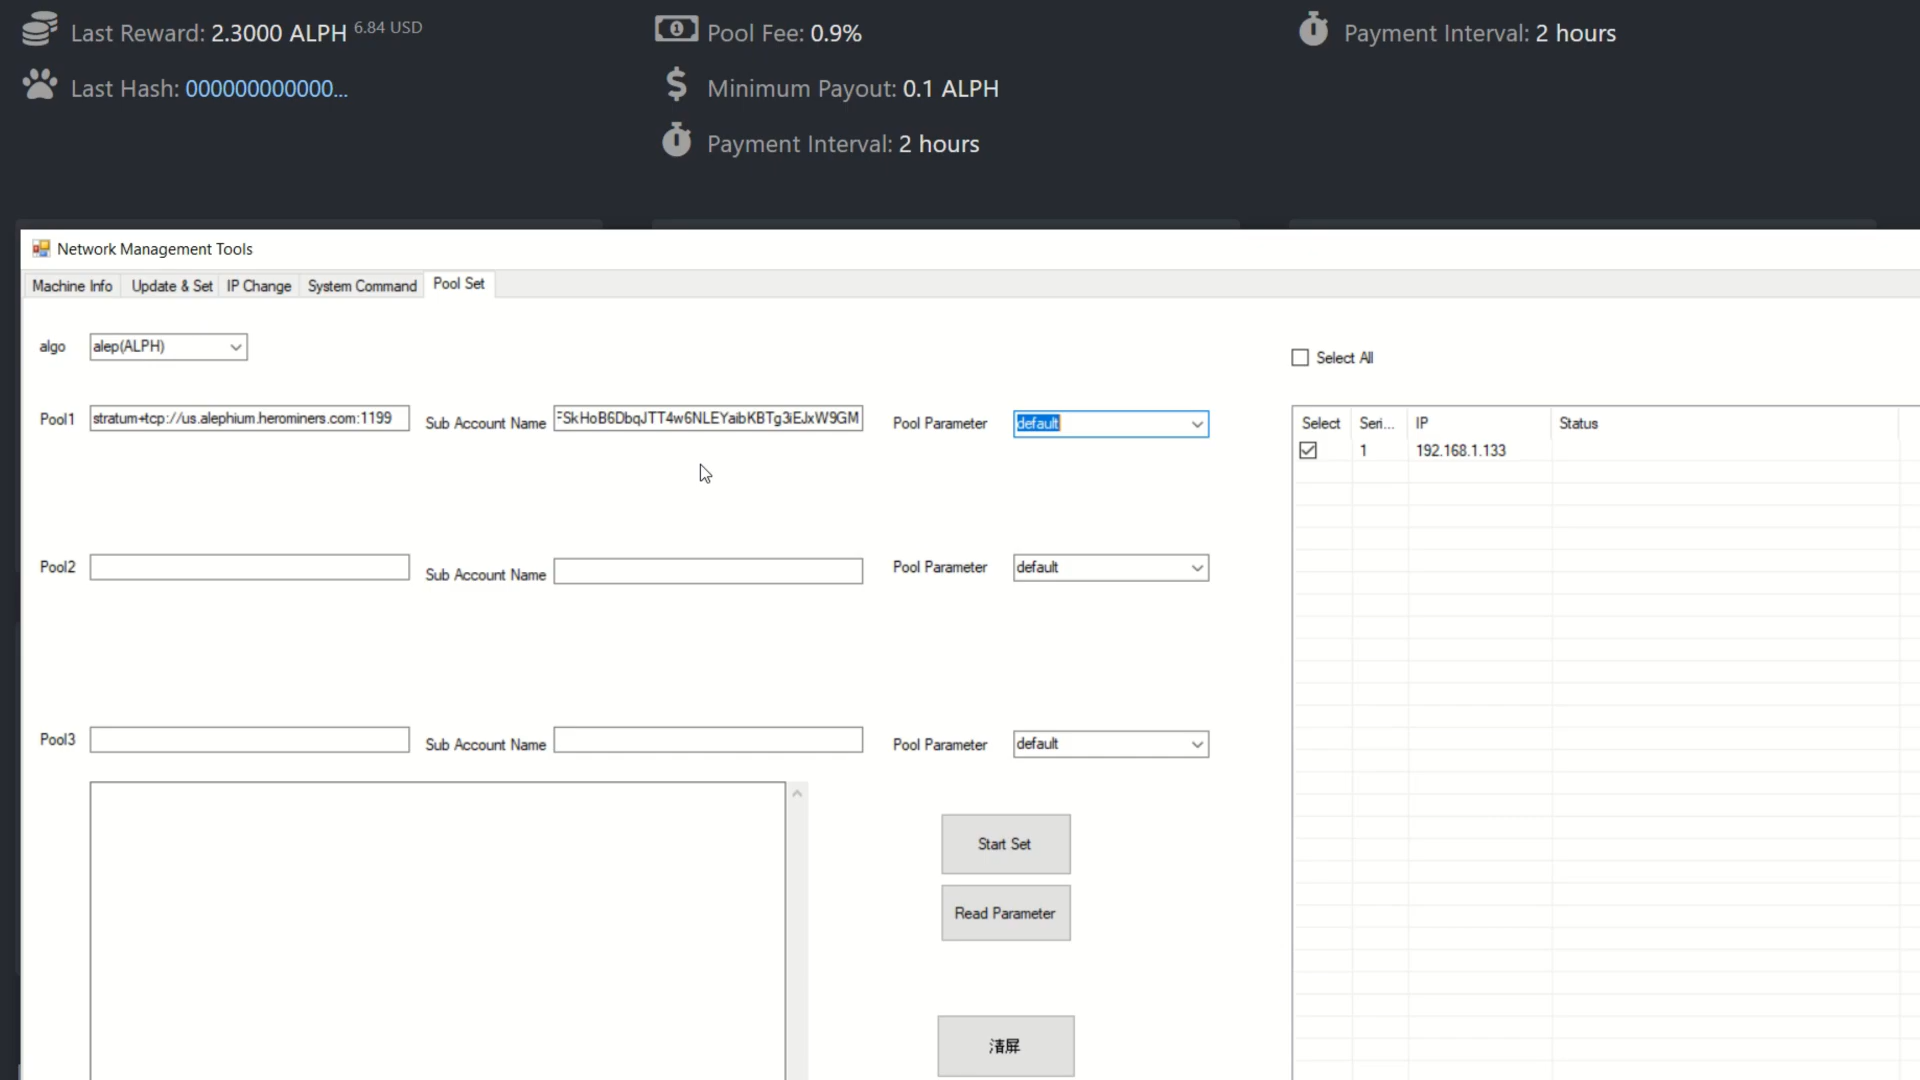 Last Reward: 2.3000 ALPH 6.84 USD
Pool Fee: 0.9%
Payment Interval: 2 hours
Last Hash: 000000000000...
Minimum Payout: 0.1 ALPH
Payment Interval: 2 hours
Network Management Tools
Machine Info Update & Set IP Change System Command Pool Set
algo alep(ALPH)
Select All
Pool1 stratum+tcp://us.alephium.herominers.com:1199 Sub Account Name FSkHoB6DbqJTT4w6NLEYaibKBTg3iEJxW9GM Pool Parameter default
Select Seri... IP Status
1 192.168.1.133
Pool2 Sub Account Name Pool Parameter default
Pool3 Sub Account Name Pool Parameter default
Start Set
Read Parameter
清屏